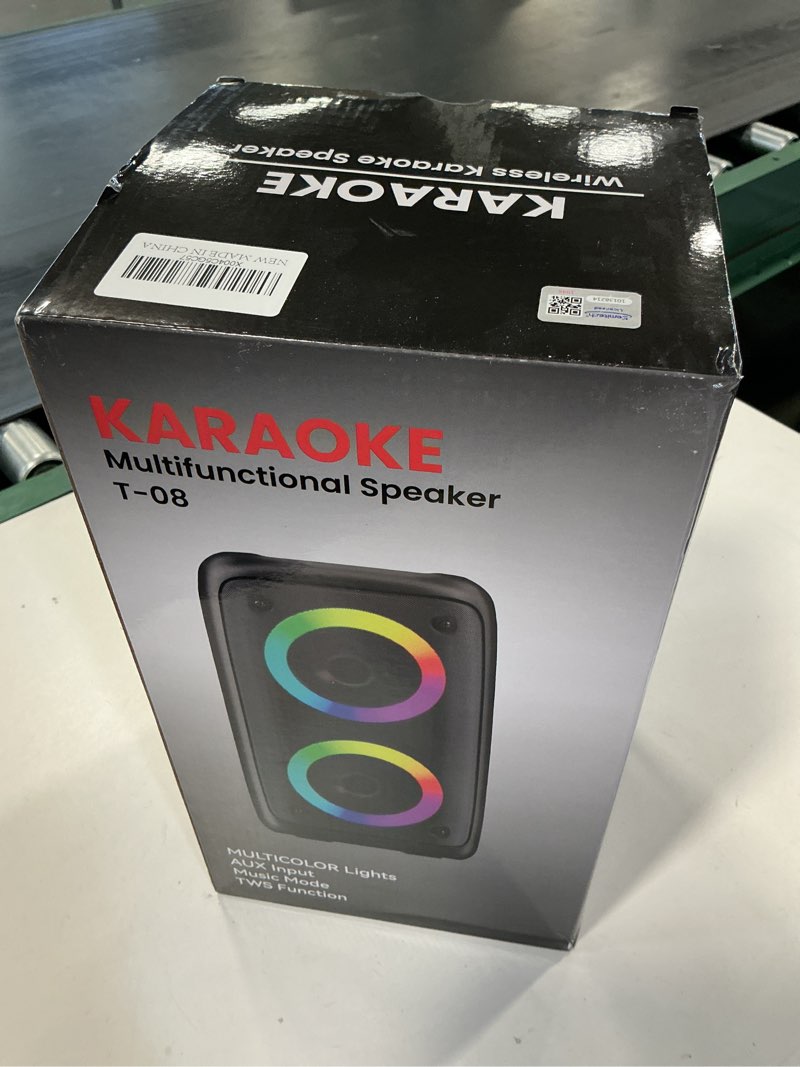 KARAOKE
Wireless Karaoke Speaker
NEW MADE IN CHINA
KARAOKE
Multifunctional Speaker
T-08
MULTICOLOR Lights
AUX Input
Music Mode
TWS Function